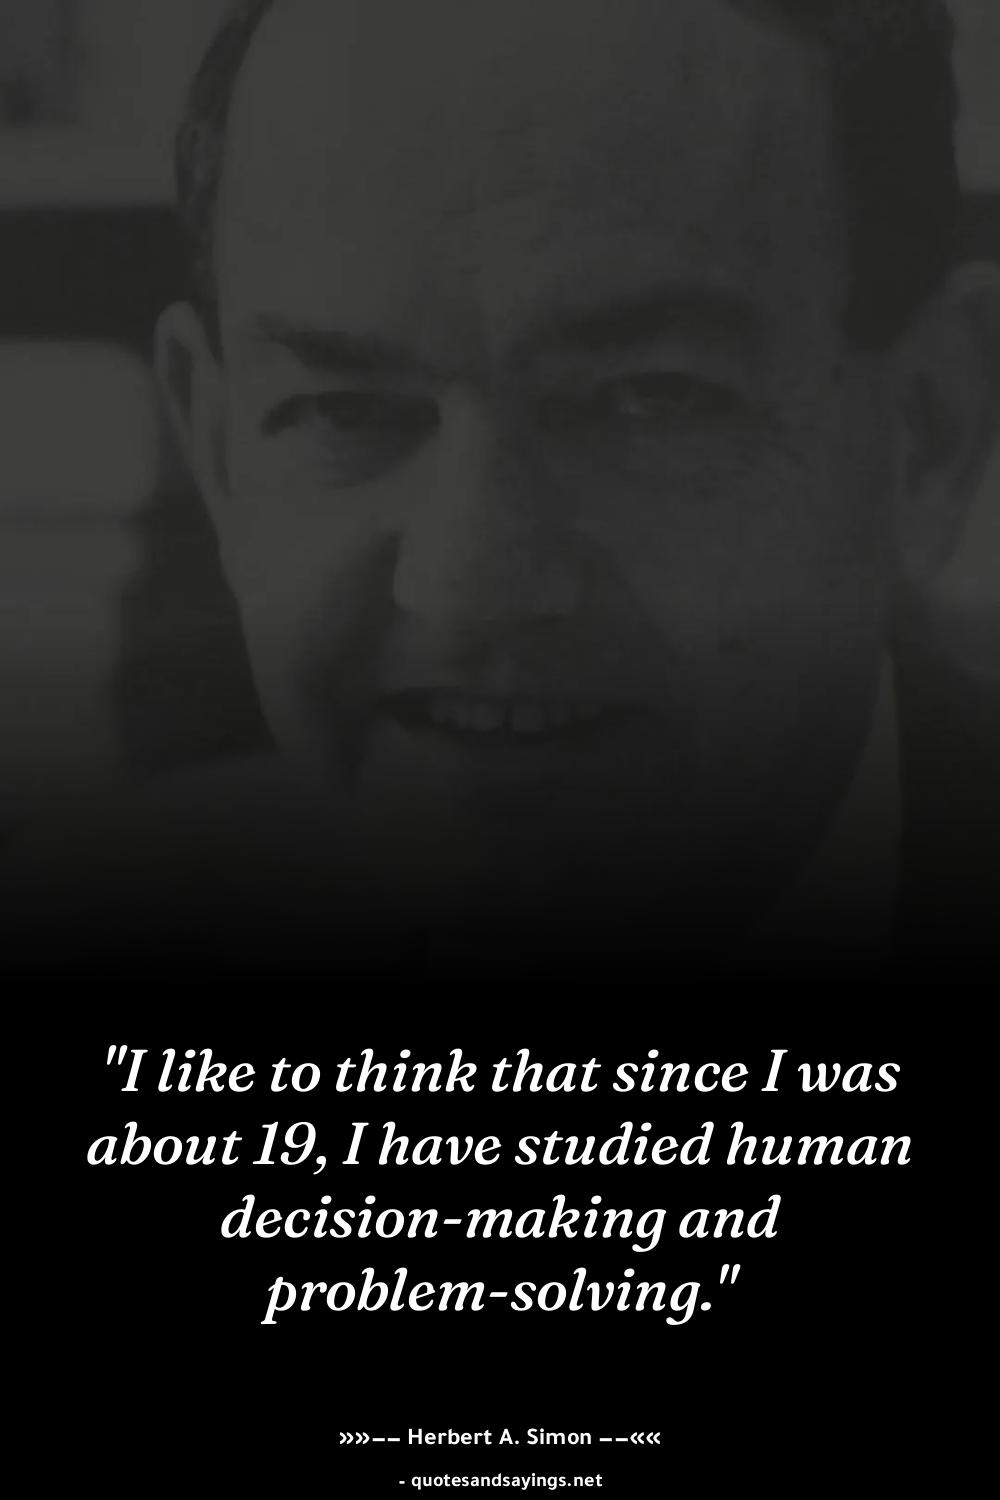 "I like to think that since I was
about 19, I have studied human
decision-making and
problem-solving."
»»–– Herbert A. Simon ––««
- quotesandsayings.net